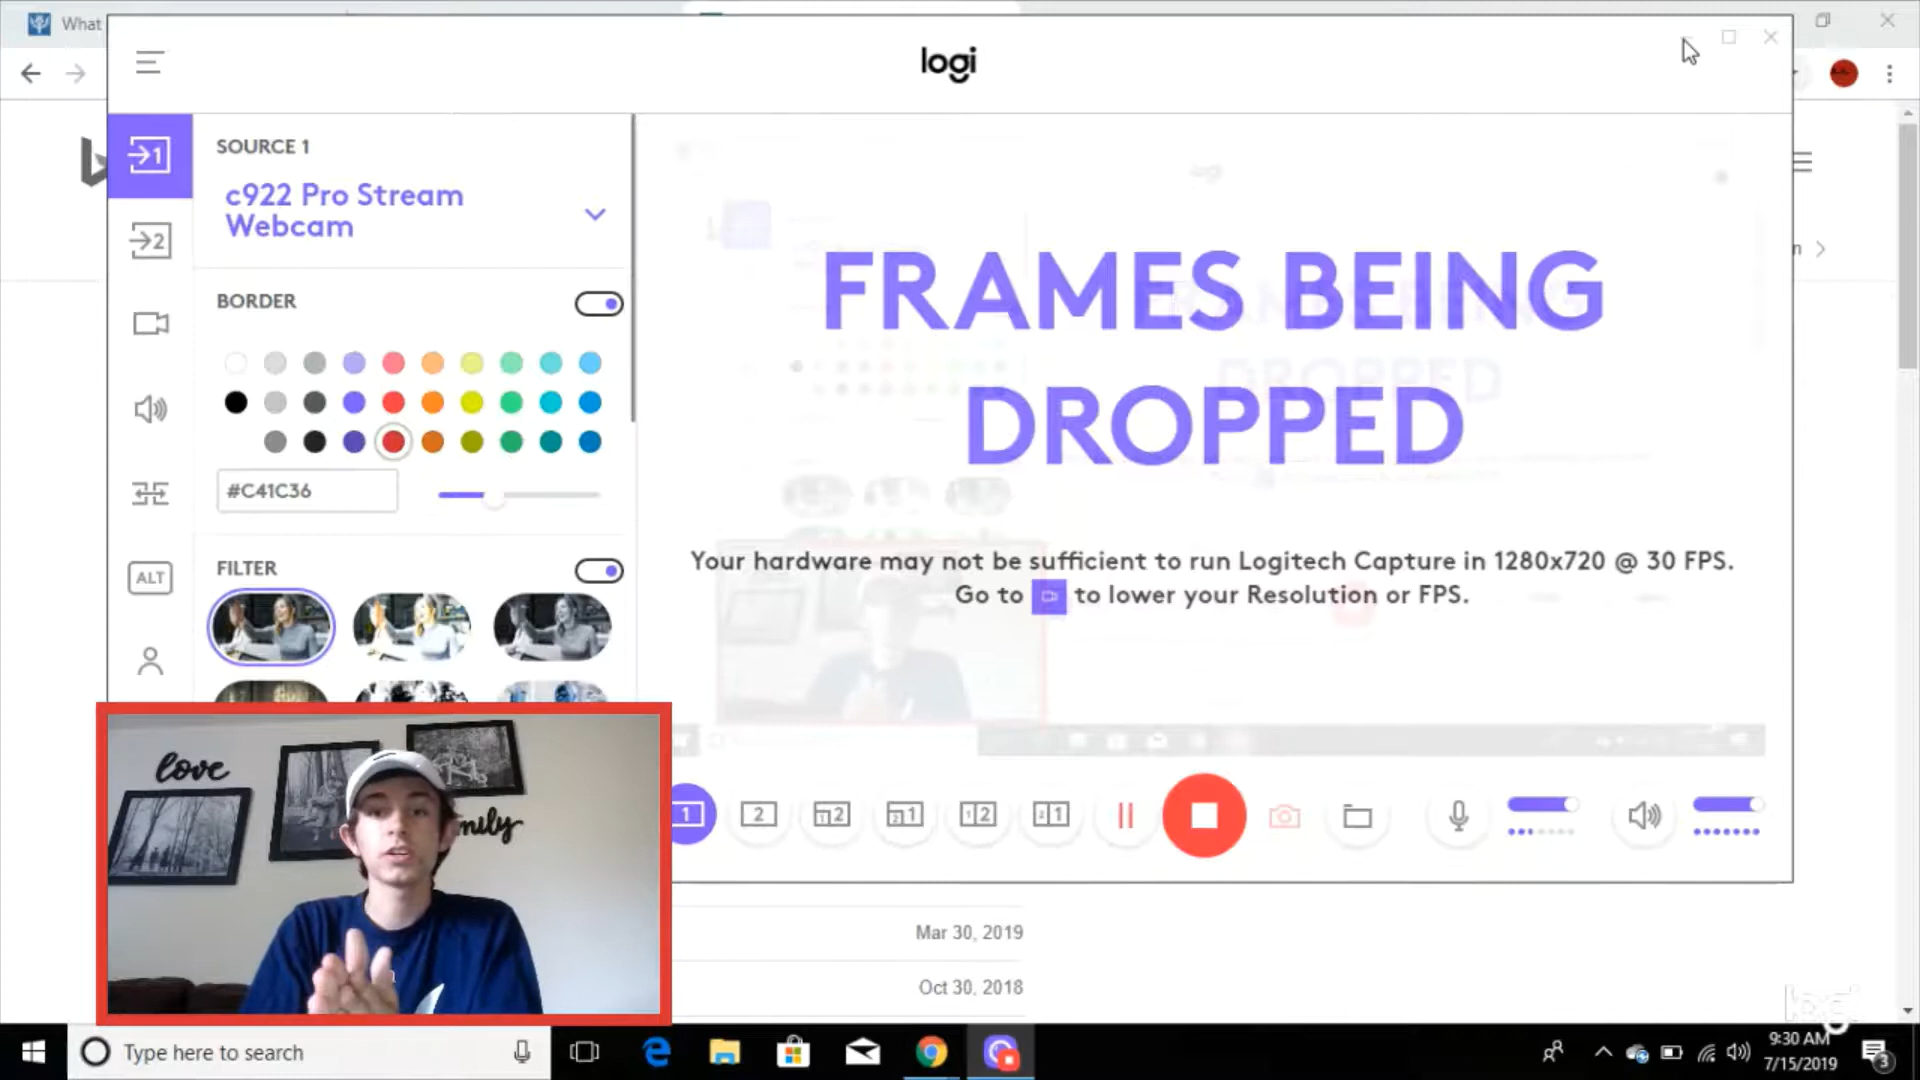 What
logi
SOURCE 1
c922 Pro Stream
Webcam
BORDER
#C41C36
FILTER
ALT
FRAMES BEING
DROPPED
Your hardware may not be sufficient to run Logitech Capture in 1280x720 @ 30 FPS.
Go to to lower your Resolution or FPS.
love
Mar 30, 2019
Oct 30, 2018
logi
Type here to search
9:30 AM
7/15/2019
3